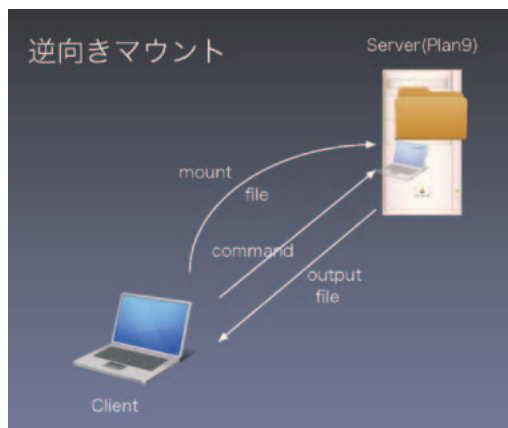 逆向きマウント
Server(Plan9)
mount
file
command
output
file
Client